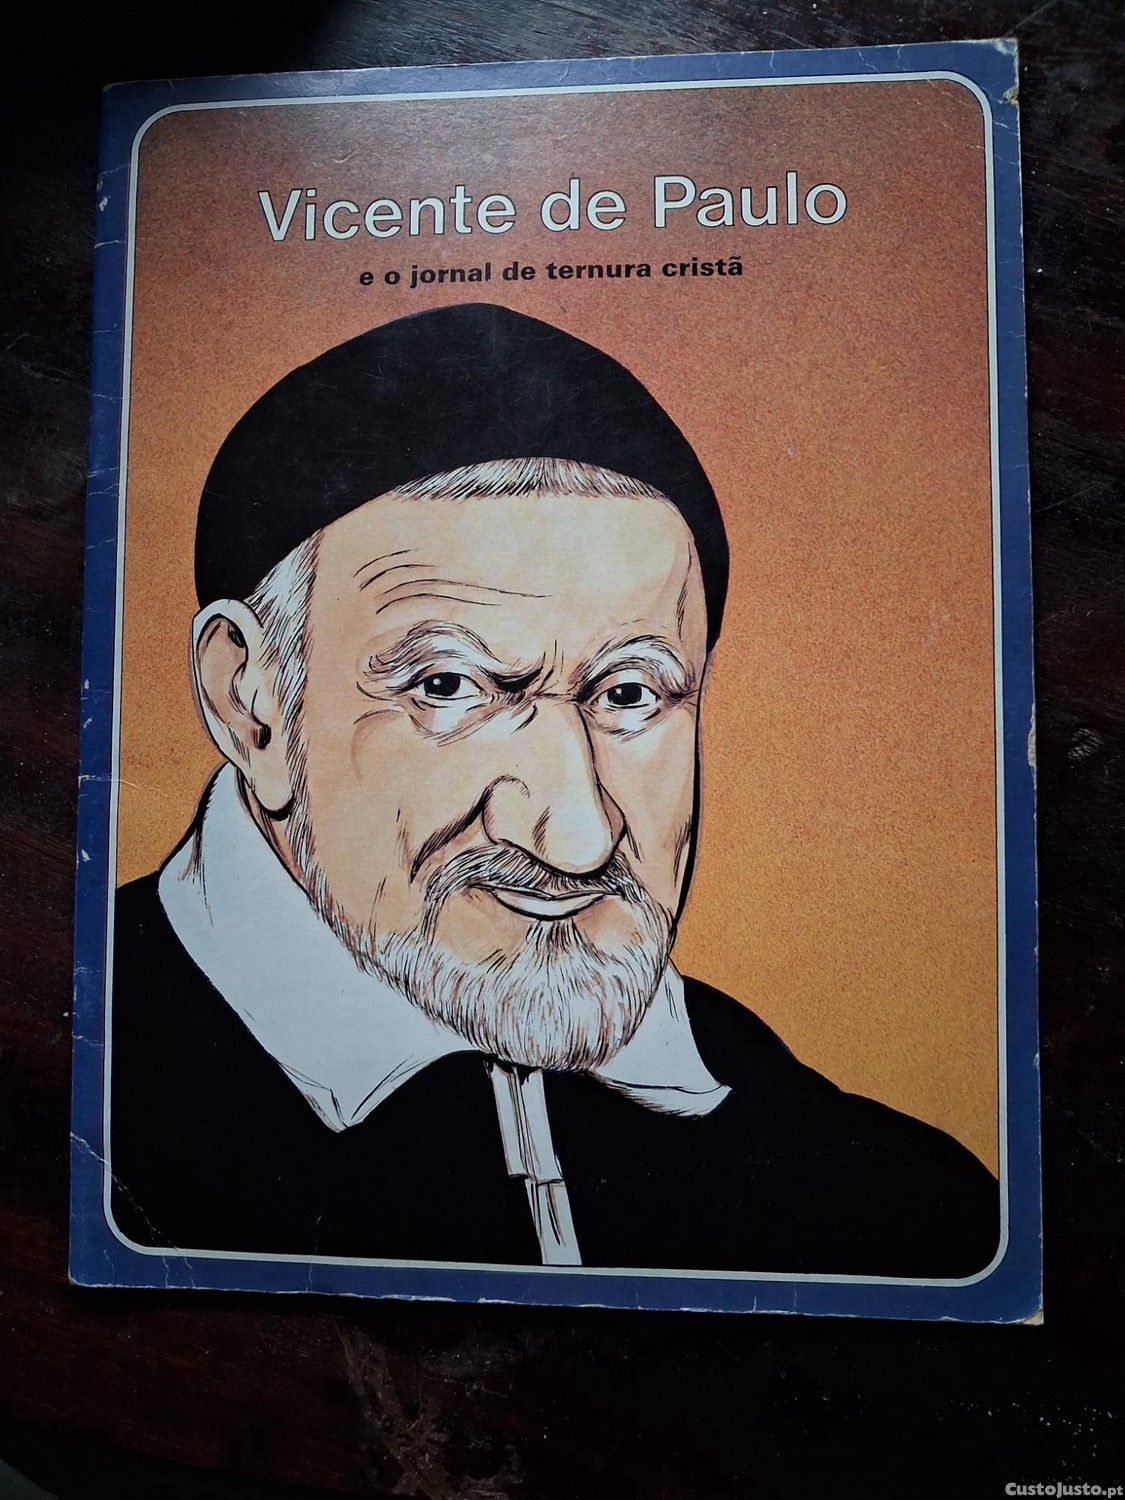 Vicente de Paulo
e o jornal de ternura cristã
CustoJusto.pt